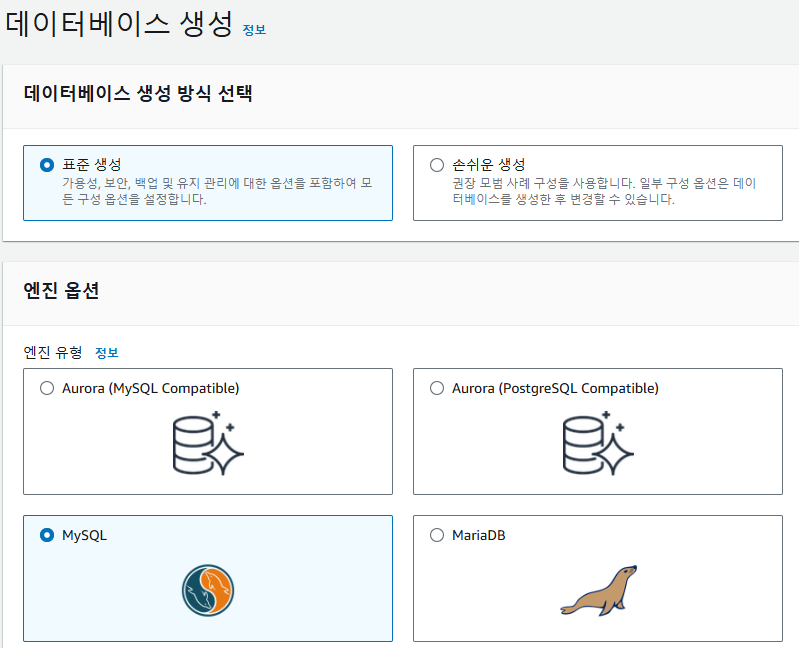 데이터베이스 생성 정보
데이터베이스 생성 방식 선택
표준 생성
가용성, 보안, 백업 및 유지 관리에 대한 옵션을 포함하여 모
든 구성 옵션을 설정합니다.
손쉬운 생성
권장 모범 사례 구성을 사용합니다. 일부 구성 옵션은 데이
터베이스를 생성한 후 변경할 수 있습니다.
엔진 옵션
엔진 유형 정보
Aurora (MySQL Compatible)
Aurora (PostgreSQL Compatible)
MySQL
MariaDB